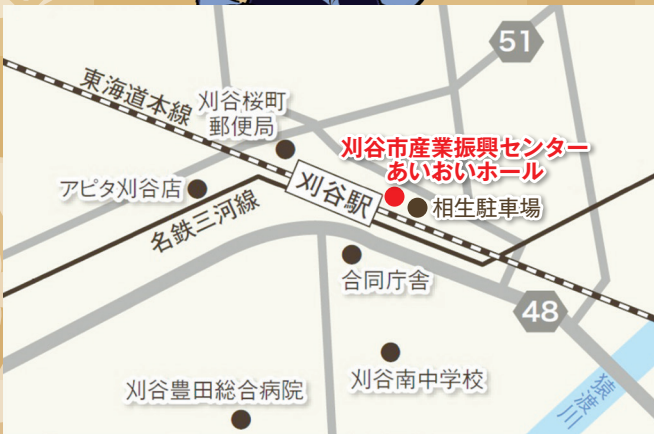 51
東海道本線
刈谷桜町
郵便局
刈谷市産業振興センター
あいおいホール
アピタ刈谷店
刈谷駅
相生駐車場
名鉄三河線
合同庁舎
48
刈谷南中学校
刈谷豊田総合病院
猿渡川